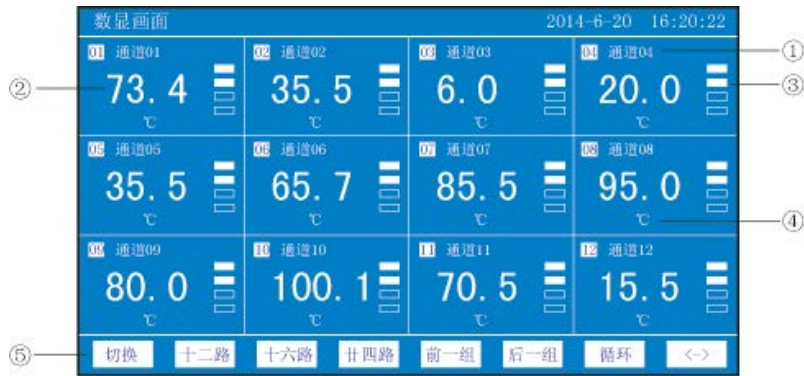 数显画面 2014-6-20 16:20:22
01 通道01 02 通道02 03 通道03 04 通道04 ①
② 73.4 35.5 6.0 20.0 ③
℃ ℃ ℃ ℃
05 通道05 06 通道06 07 通道07 08 通道08
35.5 65.7 85.5 95.0
℃ ℃ ℃ ℃ ④
09 通道09 10 通道10 11 通道11 12 通道12
80.0 100.1 70.5 15.5
℃ ℃ ℃ ℃
⑤ 切换 十二路 十六路 廿四路 前一组 后一组 循环 <->